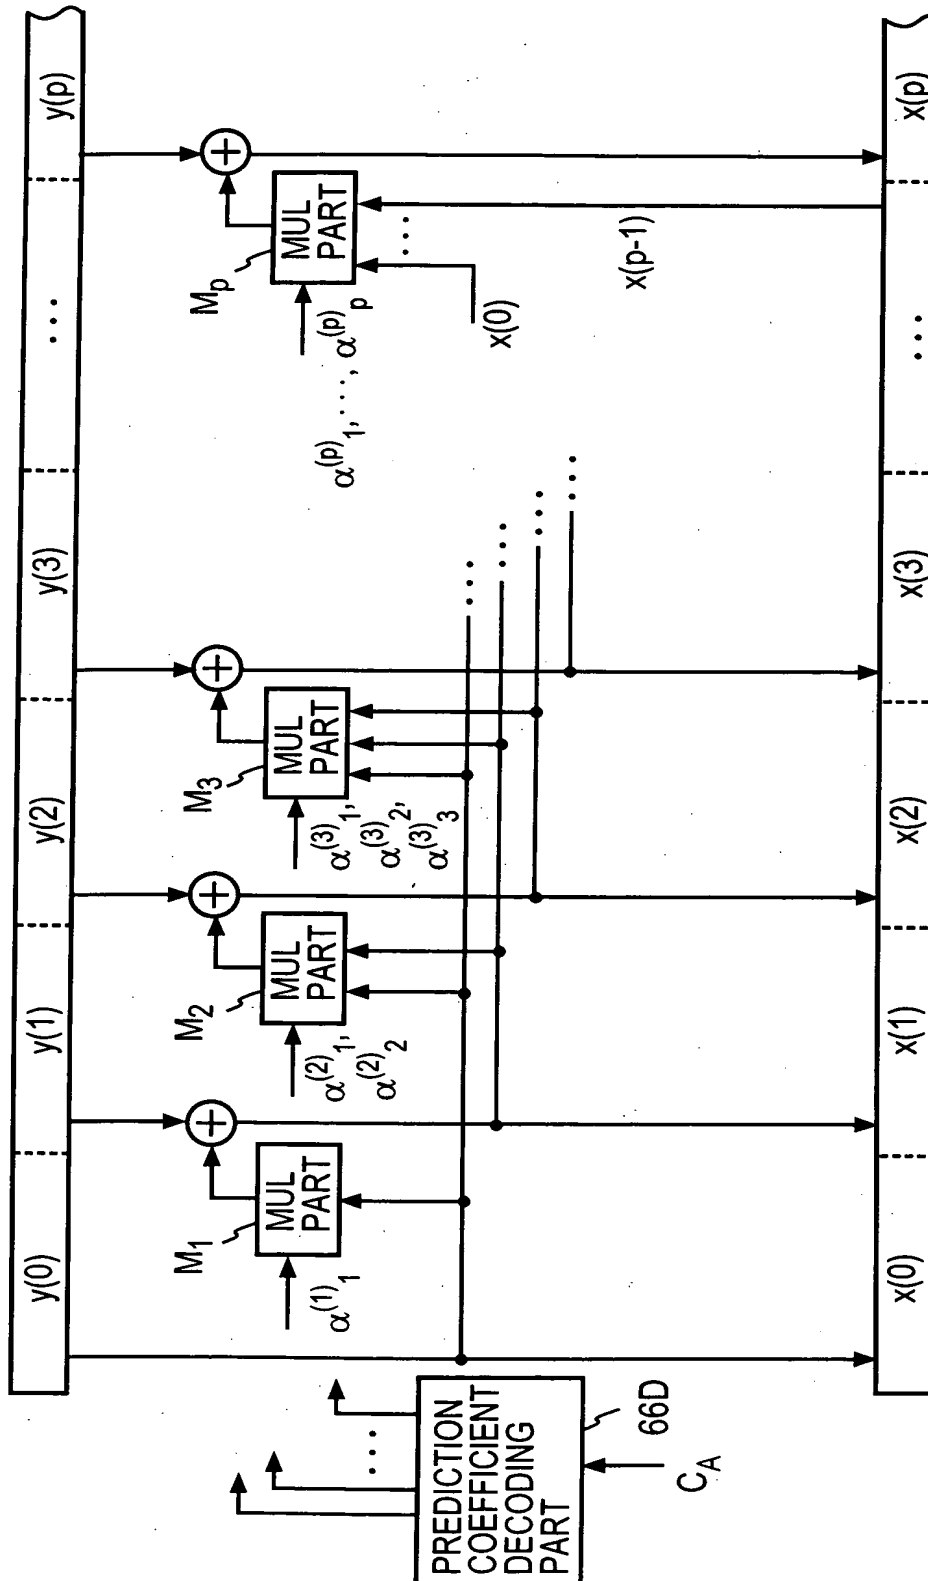 y(0) y(1) y(2) y(3) ... y(p)
M₁
MUL
PART
α⁽¹⁾₁
M₂
MUL
PART
α⁽²⁾₁,
α⁽²⁾₂
M₃
MUL
PART
α⁽³⁾₁,
α⁽³⁾₂,
α⁽³⁾₃
Mₚ
MUL
PART
α⁽ᵖ⁾₁, ..., α⁽ᵖ⁾ₚ
x(0)
x(p-1)
PREDICTION
COEFFICIENT
DECODING
PART
66D
C_A
x(0) x(1) x(2) x(3) ... x(p)